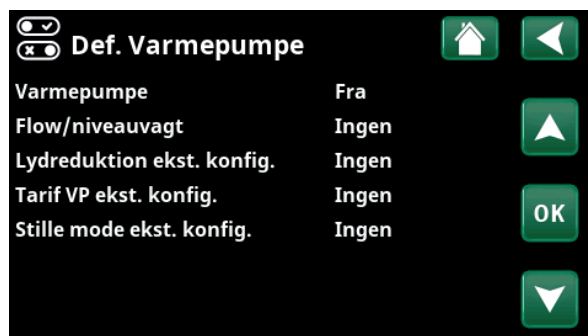 Def. Varmepumpe
Varmepumpe Fra
Flow/niveauvagt Ingen
Lydreduktion ekst. konfig. Ingen
Tarif VP ekst. konfig. Ingen
Stille mode ekst. konfig. Ingen
OK